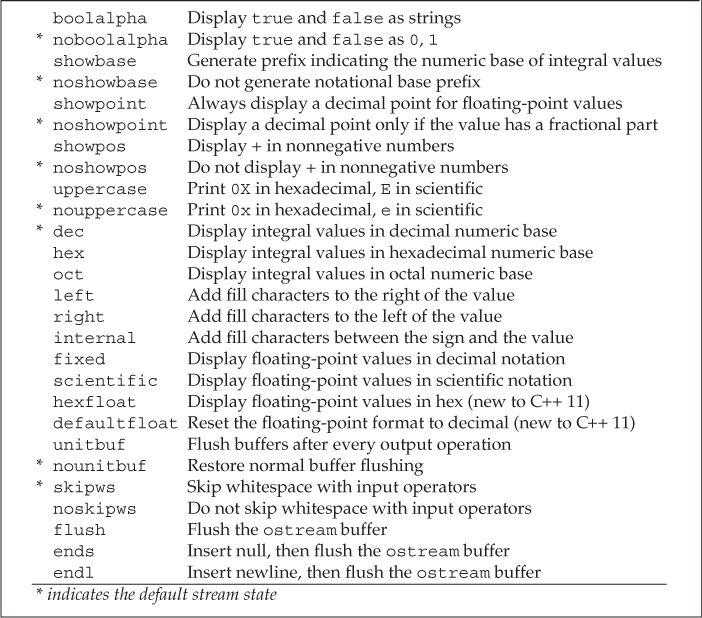 boolalpha Display true and false as strings
* noboolalpha Display true and false as 0, 1
showbase Generate prefix indicating the numeric base of integral values
* noshowbase Do not generate notational base prefix
showpoint Always display a decimal point for floating-point values
* noshowpoint Display a decimal point only if the value has a fractional part
showpos Display + in nonnegative numbers
* noshowpos Do not display + in nonnegative numbers
uppercase Print 0X in hexadecimal, E in scientific
* nouppercase Print 0x in hexadecimal, e in scientific
* dec Display integral values in decimal numeric base
hex Display integral values in hexadecimal numeric base
oct Display integral values in octal numeric base
left Add fill characters to the right of the value
right Add fill characters to the left of the value
internal Add fill characters between the sign and the value
fixed Display floating-point values in decimal notation
scientific Display floating-point values in scientific notation
hexfloat Display floating-point values in hex (new to C++ 11)
defaultfloat Reset the floating-point format to decimal (new to C++ 11)
unitbuf Flush buffers after every output operation
* nounitbuf Restore normal buffer flushing
* skipws Skip whitespace with input operators
noskipws Do not skip whitespace with input operators
flush Flush the ostream buffer
ends Insert null, then flush the ostream buffer
endl Insert newline, then flush the ostream buffer
* indicates the default stream state